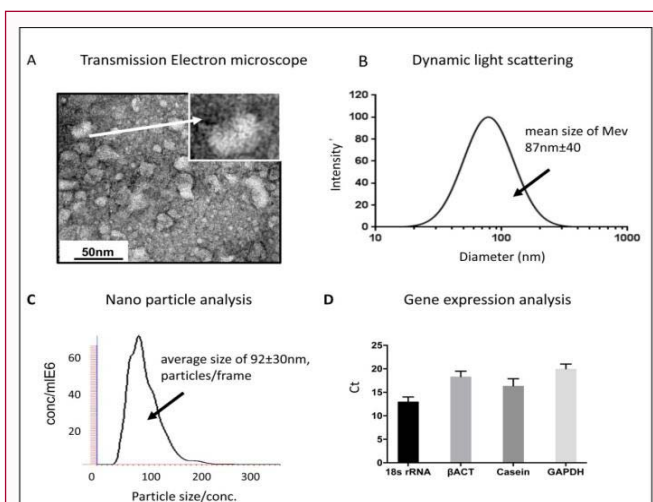 A Transmission Electron microscope
50nm
B Dynamic light scattering
120
100
80
60
40
20
0
Intensity
mean size of Mev
87nm±40
10 100 1000
Diameter (nm)
C Nano particle analysis
60
40
20
conc/mlE6
average size of 92±30nm,
particles/frame
0 100 200 300
Particle size/conc.
D Gene expression analysis
25
20
15
10
5
0
Ct
18s rRNA βACT Casein GAPDH